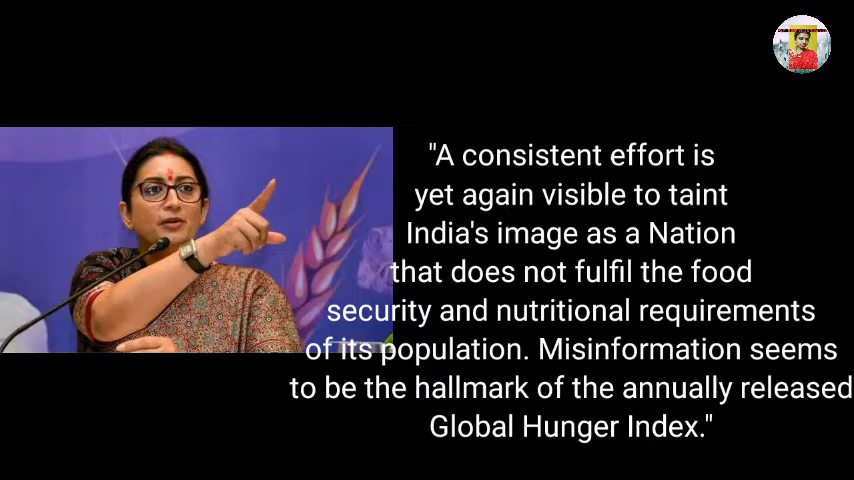 "A consistent effort is
yet again visible to taint
India's image as a Nation
that does not fulfil the food
security and nutritional requirements
of its population. Misinformation seems
to be the hallmark of the annually released
Global Hunger Index."